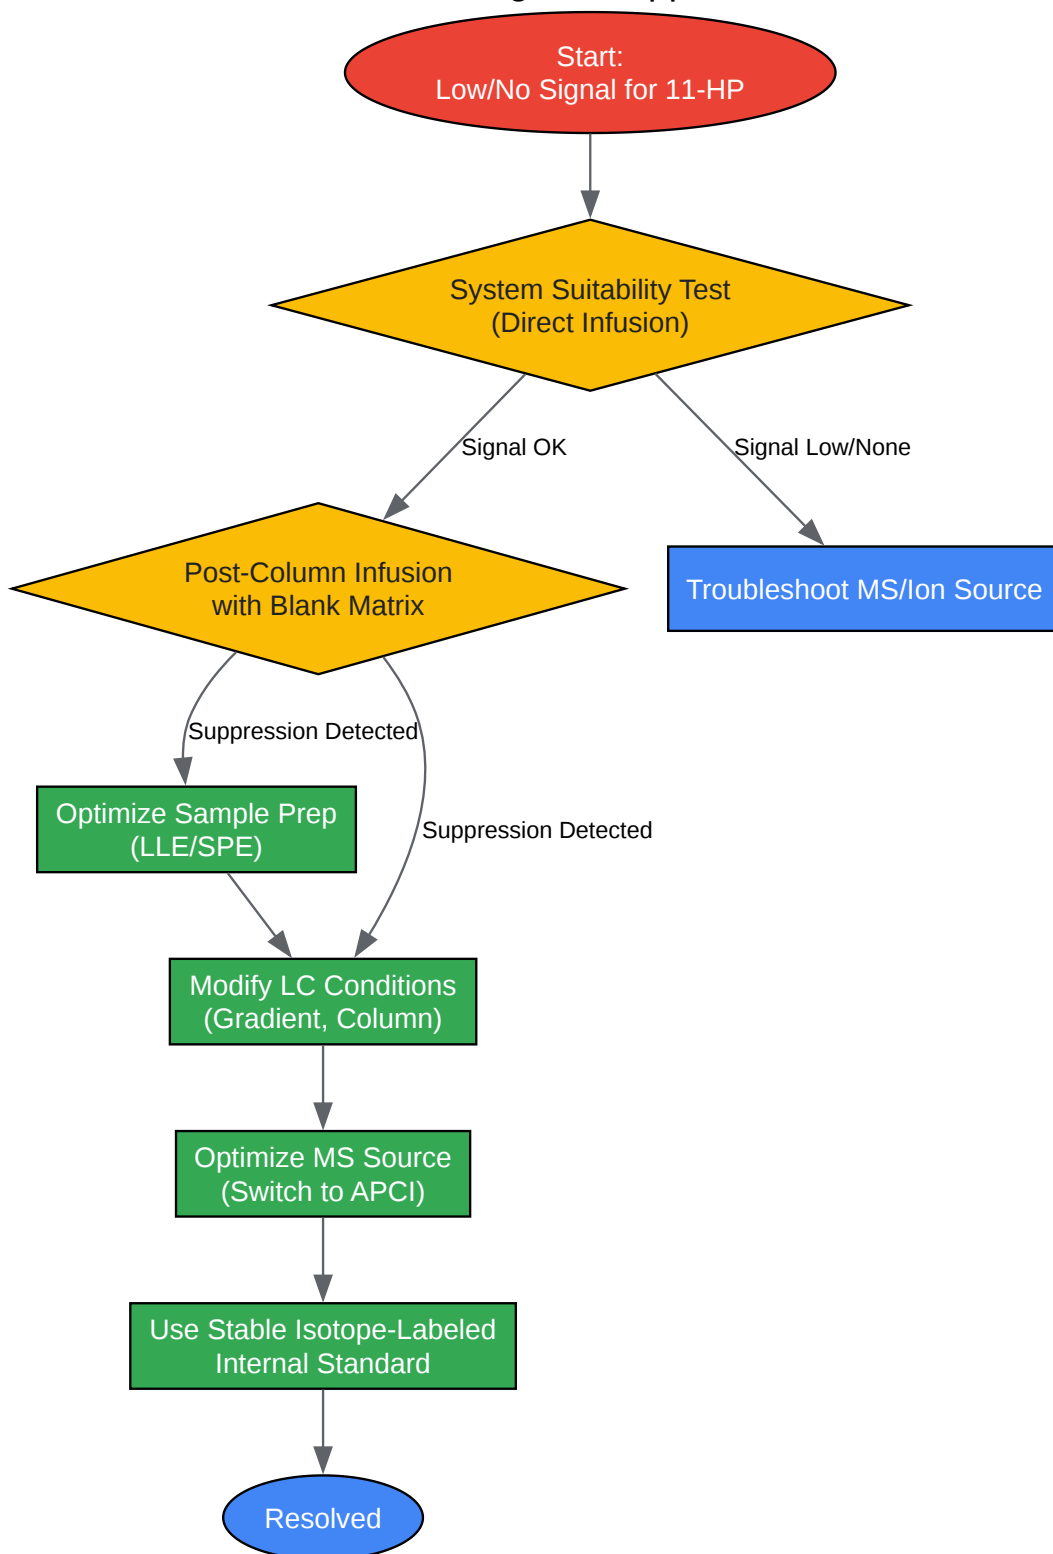 Start:
Low/No Signal for 11-HP
System Suitability Test
(Direct Infusion)
Signal OK
Signal Low/None
Post-Column Infusion
with Blank Matrix
Troubleshoot MS/Ion Source
Suppression Detected
Optimize Sample Prep
(LLE/SPE)
Suppression Detected
Modify LC Conditions
(Gradient, Column)
Optimize MS Source
(Switch to APCI)
Use Stable Isotope-Labeled
Internal Standard
Resolved